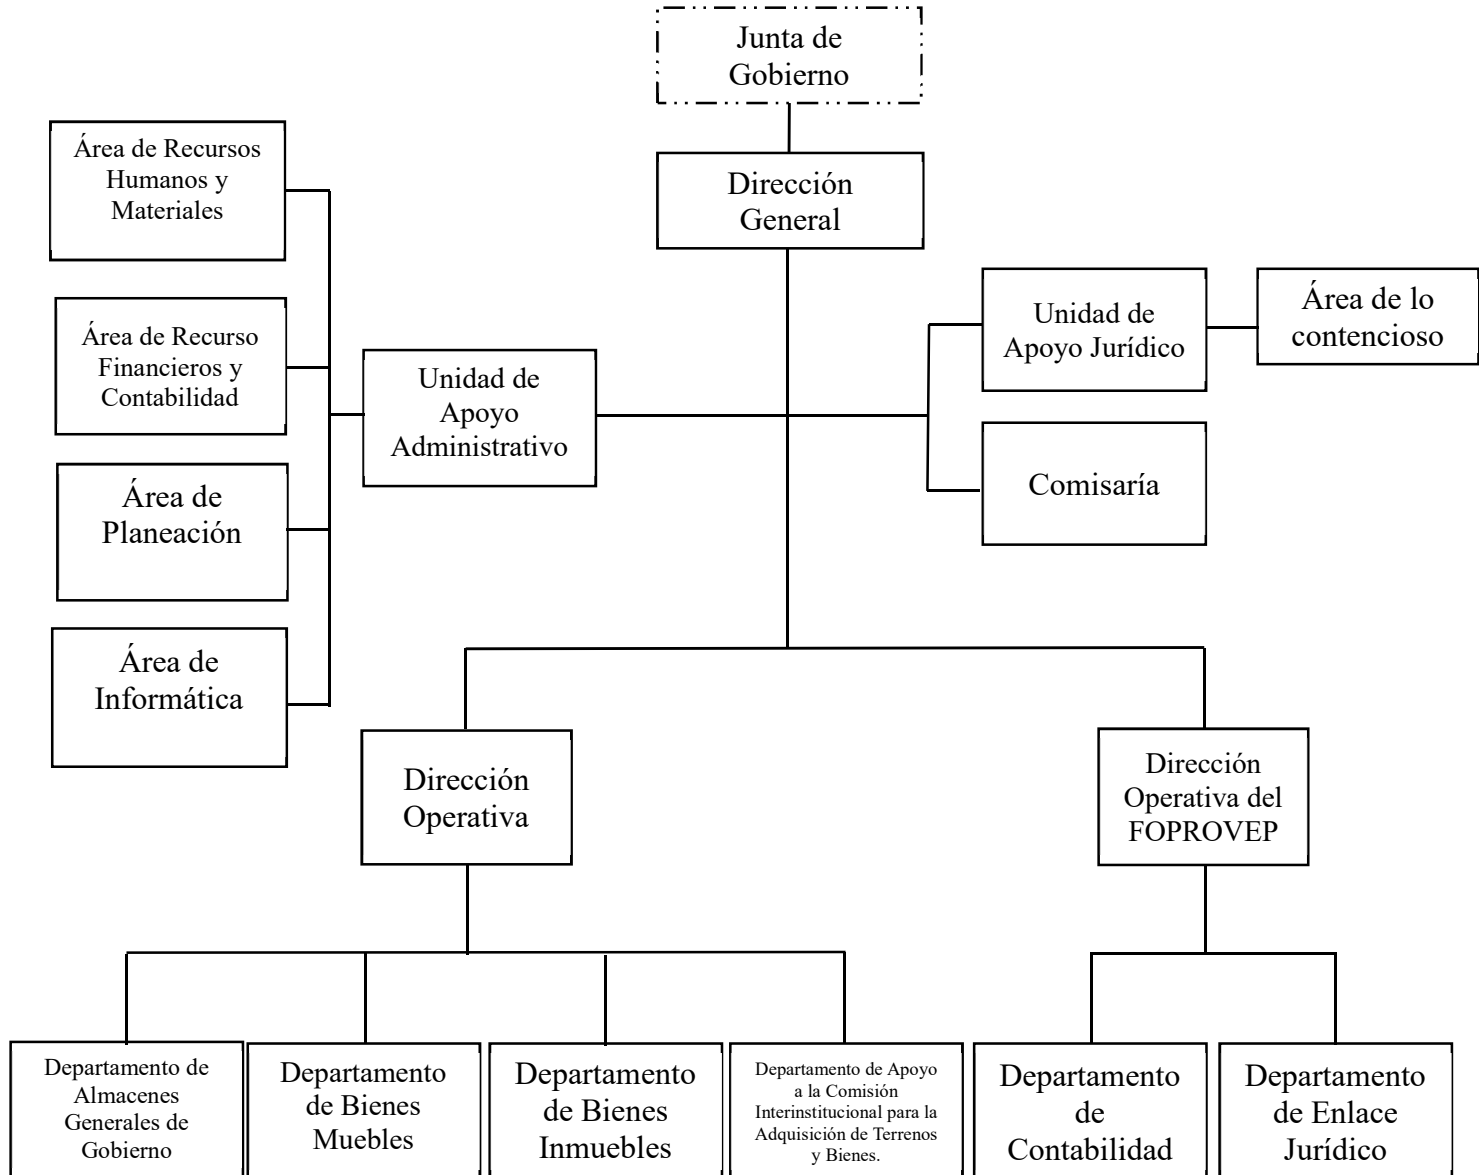 Junta de
Gobierno
Dirección
General
Área de Recursos
Humanos y
Materiales
Área de Recurso
Financieros y
Contabilidad
Área de
Planeación
Área de
Informática
Unidad de
Apoyo
Administrativo
Unidad de
Apoyo Jurídico
Área de lo
contencioso
Comisaría
Dirección
Operativa
Dirección
Operativa del
FOPROVEP
Departamento de
Almacenes
Generales de
Gobierno
Departamento
de Bienes
Muebles
Departamento
de Bienes
Inmuebles
Departamento de Apoyo
a la Comisión
Interinstitucional para la
Adquisición de Terrenos
y Bienes.
Departamento
de
Contabilidad
Departamento
de Enlace
Jurídico